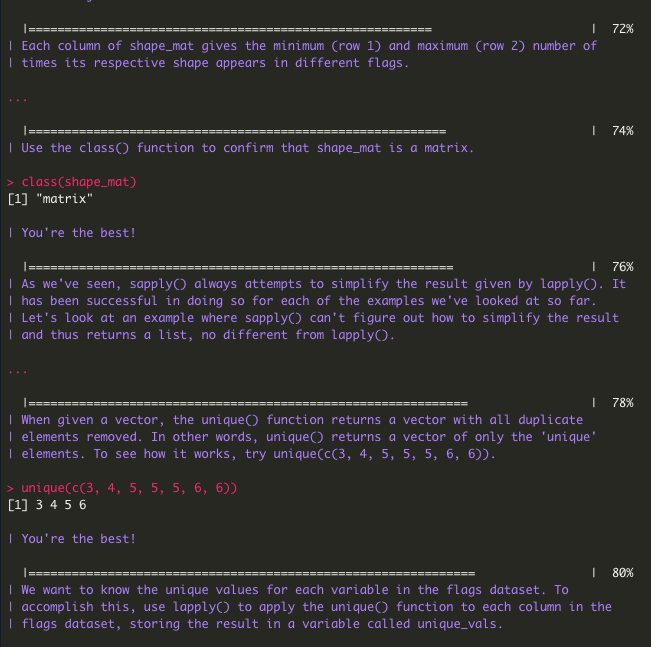 |======================================================== | 72%
| Each column of shape_mat gives the minimum (row 1) and maximum (row 2) number of
| times its respective shape appears in different flags.
...
|========================================================== | 74%
| Use the class() function to confirm that shape_mat is a matrix.
> class(shape_mat)
[1] "matrix"
| You're the best!
|=========================================================== | 76%
| As we've seen, sapply() always attempts to simplify the result given by lapply(). It
| has been successful in doing so for each of the examples we've looked at so far.
| Let's look at an example where sapply() can't figure out how to simplify the result
| and thus returns a list, no different from lapply().
...
|============================================================= | 78%
| When given a vector, the unique() function returns a vector with all duplicate
| elements removed. In other words, unique() returns a vector of only the 'unique'
| elements. To see how it works, try unique(c(3, 4, 5, 5, 5, 6, 6)).
> unique(c(3, 4, 5, 5, 5, 6, 6))
[1] 3 4 5 6
| You're the best!
|============================================================== | 80%
| We want to know the unique values for each variable in the flags dataset. To
| accomplish this, use lapply() to apply the unique() function to each column in the
| flags dataset, storing the result in a variable called unique_vals.